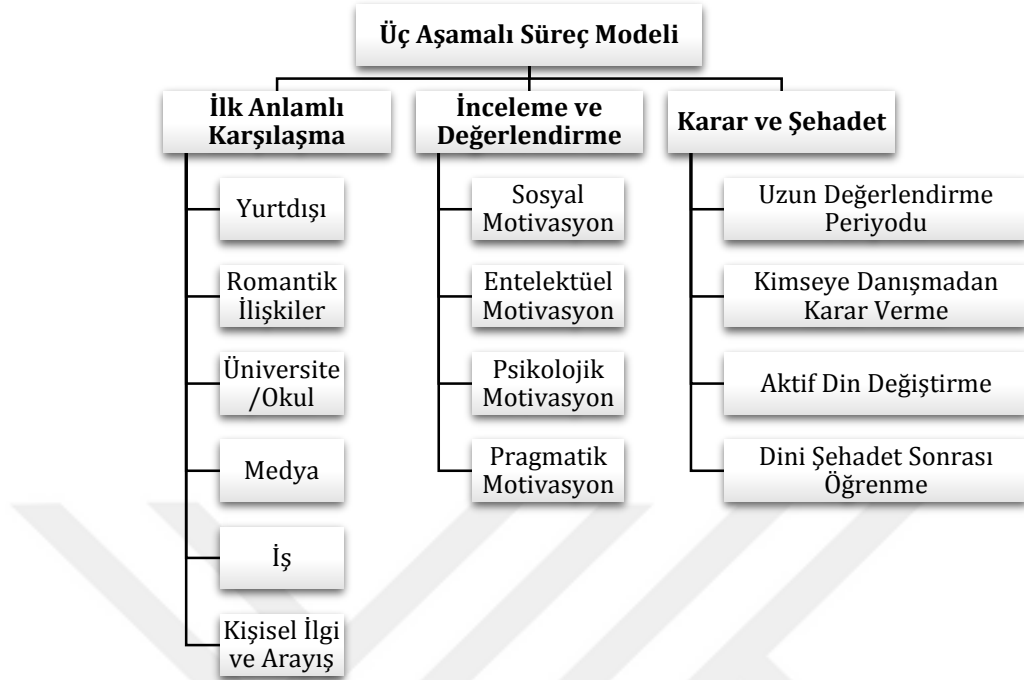 Üç Aşamalı Süreç Modeli
İlk Anlamlı
Karşılaşma
Yurtdışı
Romantik
İlişkiler
Üniversite
/Okul
Medya
İş
Kişisel İlgi
ve Arayış
İnceleme ve
Değerlendirme
Sosyal
Motivasyon
Entelektüel
Motivasyon
Psikolojik
Motivasyon
Pragmatik
Motivasyon
Karar ve Şehadet
Uzun Değerlendirme
Periyodu
Kimseye Danışmadan
Karar Verme
Aktif Din Değiştirme
Dini Şehadet Sonrası
Öğrenme